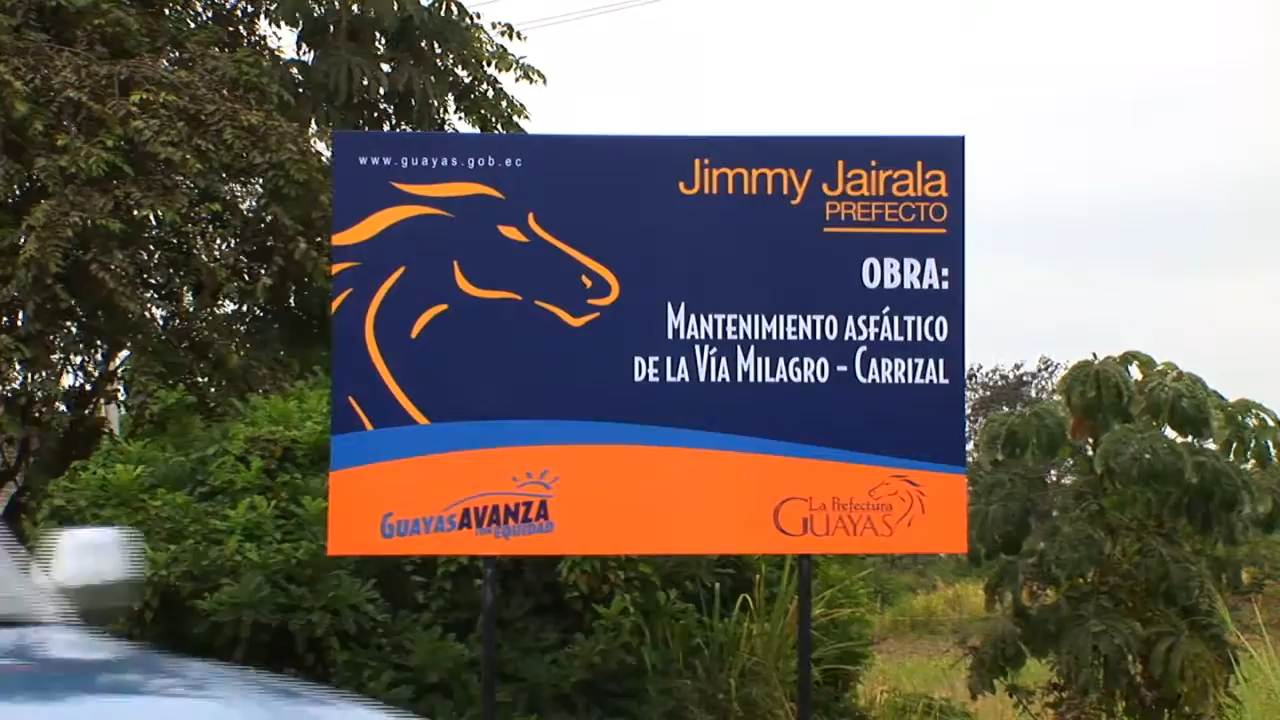 www.guayas.gob.ec
Jimmy Jairala
PREFECTO
OBRA:
MANTENIMIENTO ASFÁLTICO
DE LA VÍA MILAGRO - CARRIZAL
GUAYASAVANZA
CON EQUIDAD
La Prefectura
GUAYAS